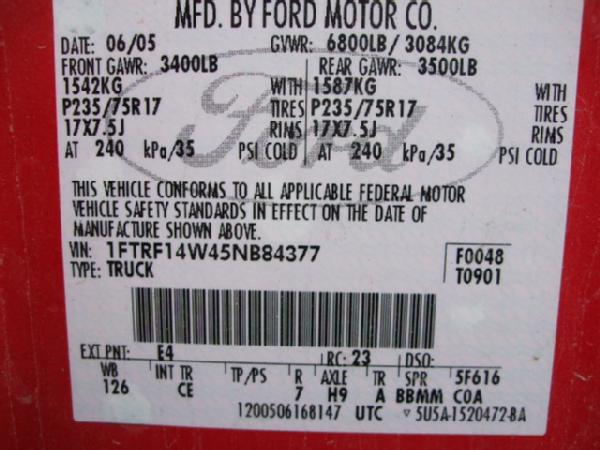 MFD. BY FORD MOTOR CO.
DATE: 06/05 GVWR: 6800LB/ 3084KG
FRONT GAWR: 3400LB REAR GAWR: 3500LB
1542KG WITH 1587KG WITH
P235/75R17 TIRES P235/75R17 TIRES
17X7.5J RIMS 17X7.5J RIMS
AT 240 kPa/35 PSI COLD AT 240 kPa/35 PSI COLD
Ford
THIS VEHICLE CONFORMS TO ALL APPLICABLE FEDERAL MOTOR
VEHICLE SAFETY STANDARDS IN EFFECT ON THE DATE OF
MANUFACTURE SHOWN ABOVE.
VIN: 1FTRF14W45NB84377 F0048
TYPE: TRUCK T0901
EXT PNT: E4 RC: 23 DSO:
WB INT TR TP/PS R AXLE TR SPR 5F616
126 CE 7 H9 A BBMM COA
1200506168147 UTC ▽ 5U5A-1520472-BA